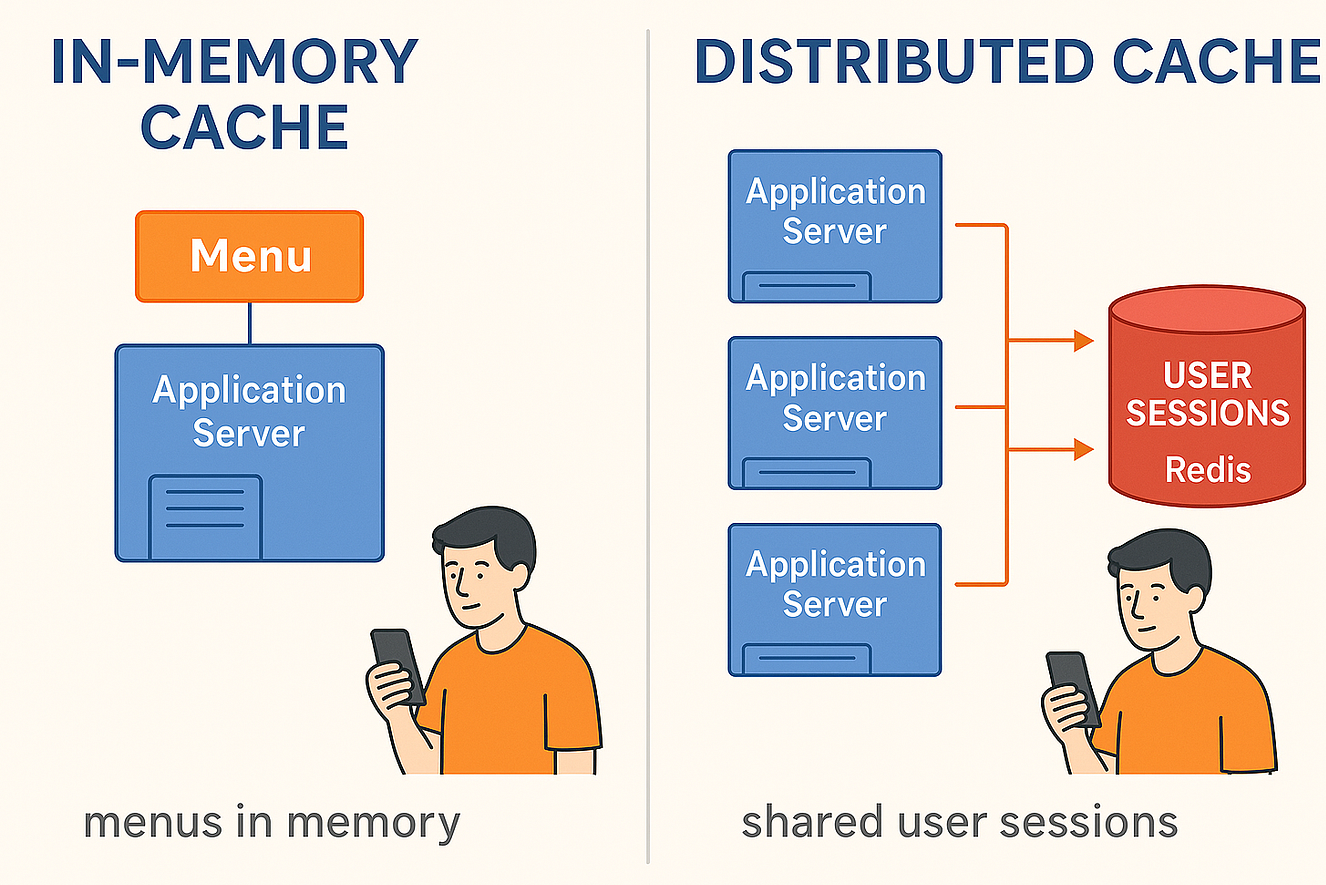 IN-MEMORY
CACHE
Menu
Application
Server
menus in memory
DISTRIBUTED CACHE
Application
Server
Application
Server
Application
Server
USER
SESSIONS
Redis
shared user sessions